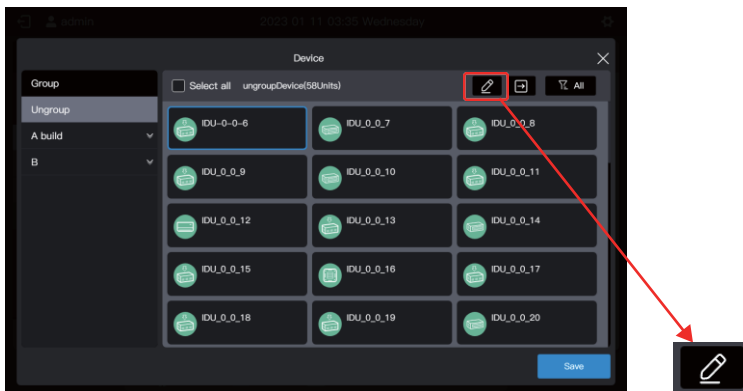 admin 2023 01 11 03:35 Wednesday
Device
Group
Select all ungroupDevice(58Units)
All
Ungroup
A build
B
IDU-0-0-6
IDU_0_0_7
IDU_0_0_8
IDU_0_0_9
IDU_0_0_10
IDU_0_0_11
IDU_0_0_12
IDU_0_0_13
IDU_0_0_14
IDU_0_0_15
IDU_0_0_16
IDU_0_0_17
IDU_0_0_18
IDU_0_0_19
IDU_0_0_20
Save